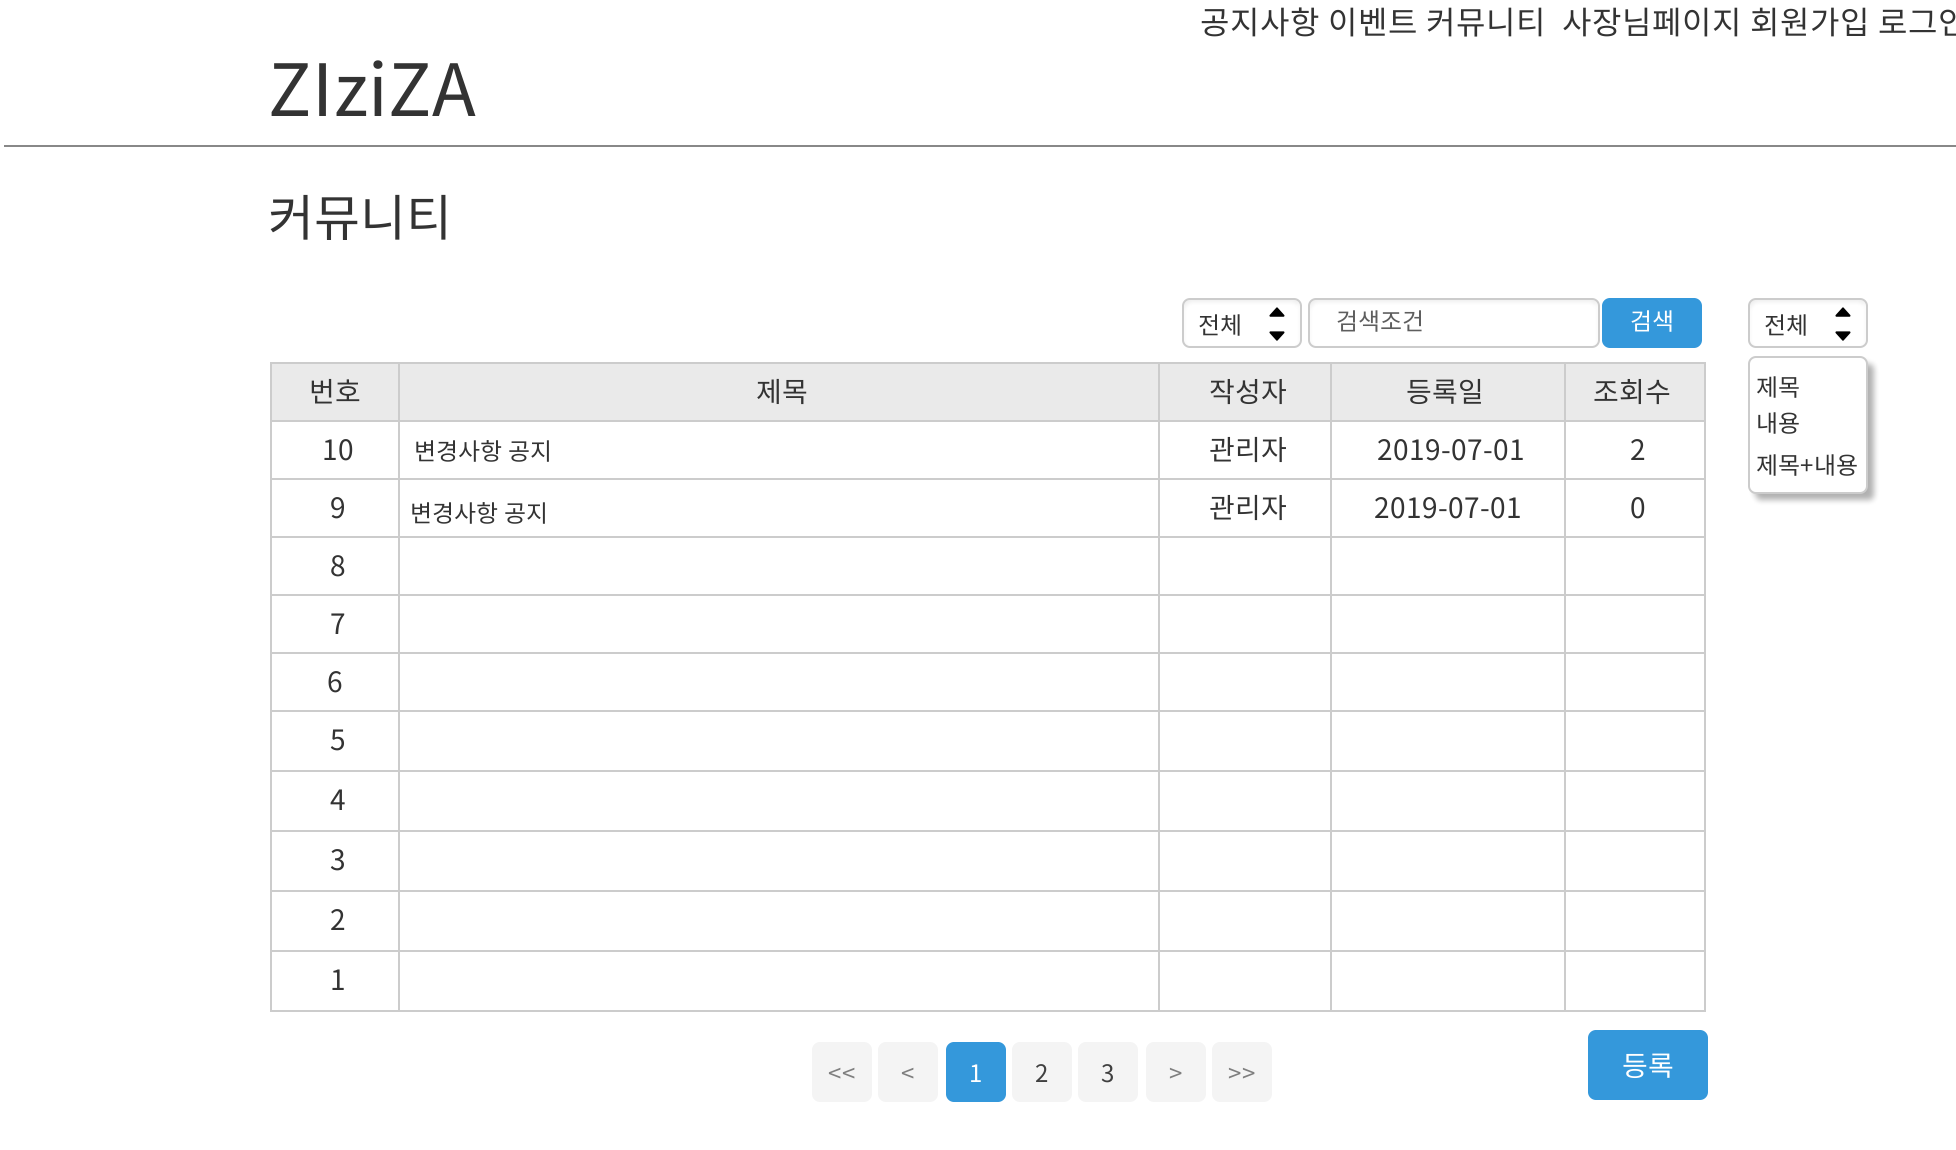 공지사항 이벤트 커뮤니티 사장님페이지 회원가입 로그인
ZIziZA
커뮤니티
전체 검색조건 검색 전체
번호 제목 작성자 등록일 조회수
제목
내용
제목+내용
10 변경사항 공지 관리자 2019-07-01 2
9 변경사항 공지 관리자 2019-07-01 0
8
7
6
5
4
3
2
1
<< < 1 2 3 > >>
등록